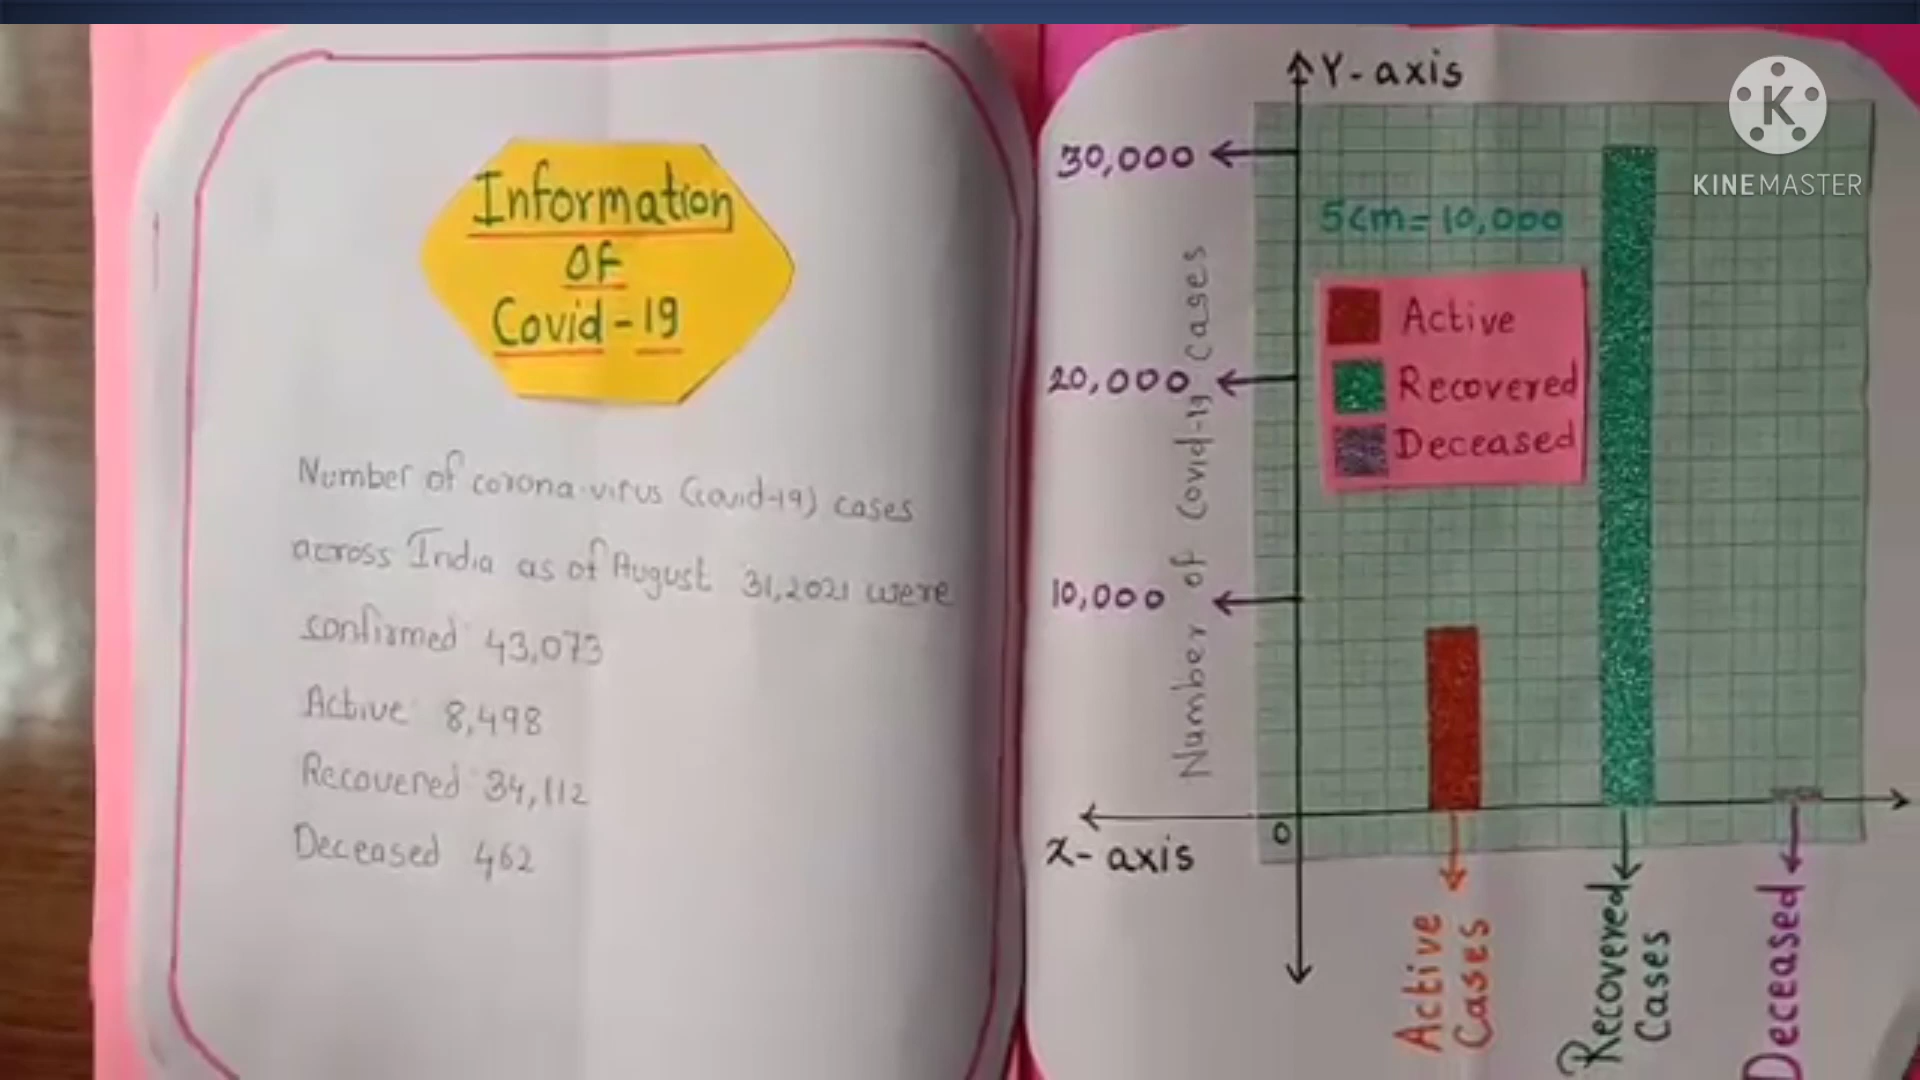 Information
OF
Covid-19
Number of corona-virus (covid-19) cases
across India as of August 31,2021 were
confirmed 43,073
Active 8,498
Recovered 34,112
Deceased 462
Y-axis
30,000
20,000
10,000
Number of Covid-19 Cases
5cm=10,000
Active
Recovered
Deceased
0
X-axis
Active
Cases
Recovered
Cases
Deceased
K
KINEMASTER